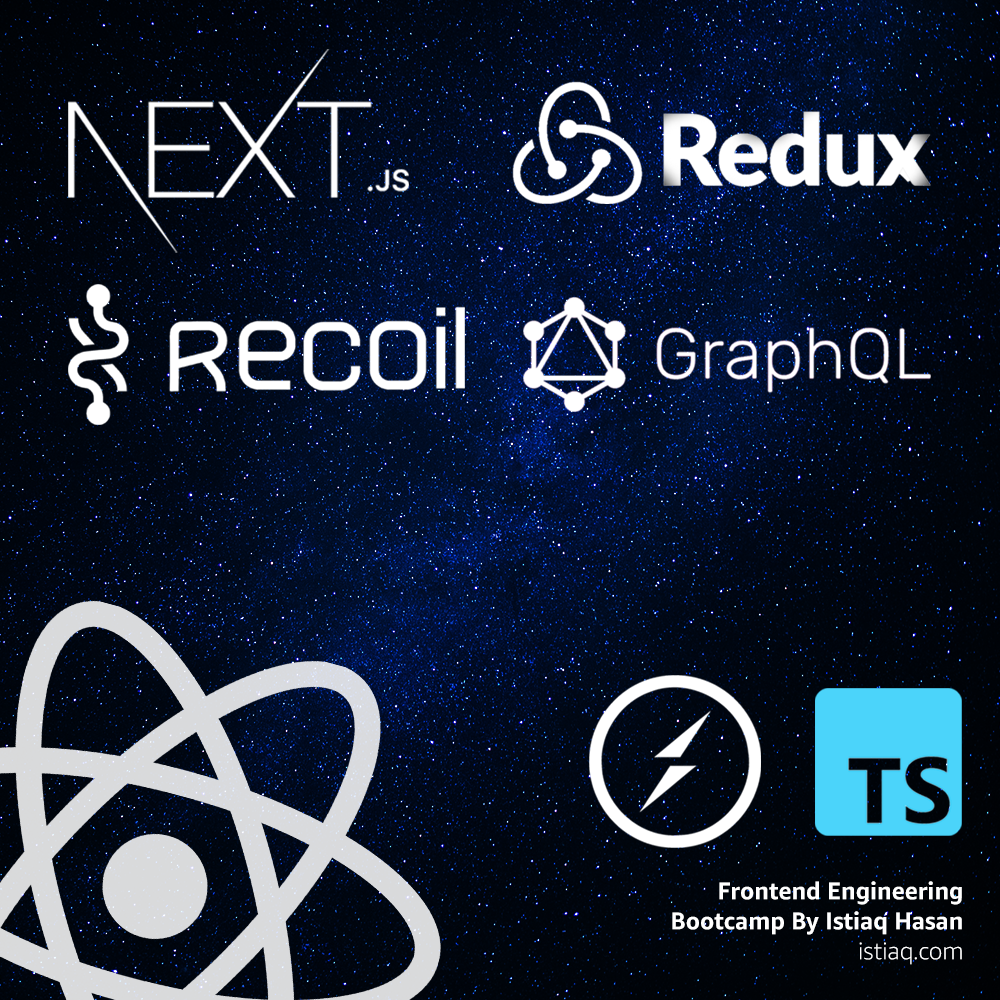 NEXT.JS
Redux
Recoil
GraphQL
TS
Frontend Engineering
Bootcamp By Istiaq Hasan
istiaq.com